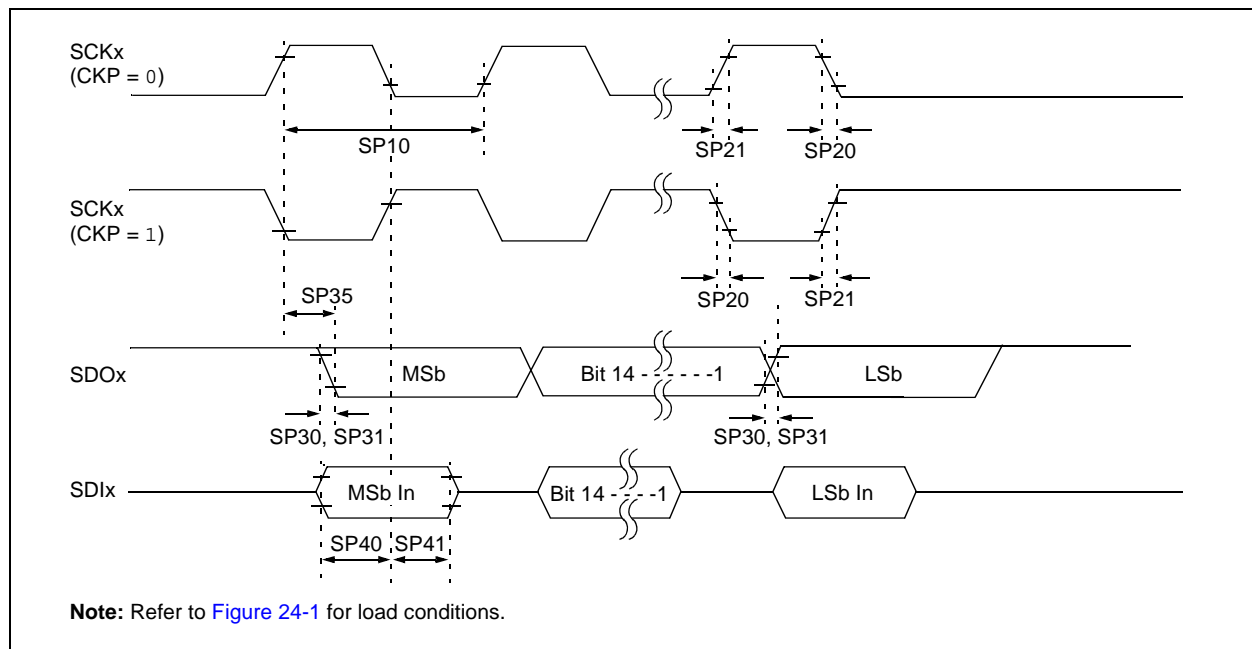 SCKx
(CKP = 0)
SP10
SP21
SP20
SCKx
(CKP = 1)
SP35
SP20
SP21
SDOx
MSb
Bit 14 - - - - - -1
LSb
SP30, SP31
SP30, SP31
SDIx
MSb In
Bit 14 - - - -1
LSb In
SP40
SP41
Note: Refer to Figure 24-1 for load conditions.